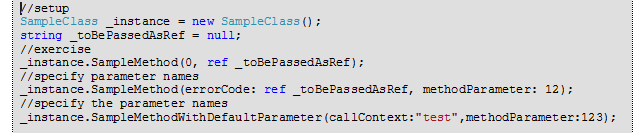 //setup
SampleClass _instance = new SampleClass();
string _toBePassedAsRef = null;
//exercise
_instance.SampleMethod(0, ref _toBePassedAsRef);
//specify parameter names
_instance.SampleMethod(errorCode: ref _toBePassedAsRef, methodParameter: 12);
//specify the parameter names
_instance.SampleMethodWithDefaultParameter(callContext:"test",methodParameter:123);